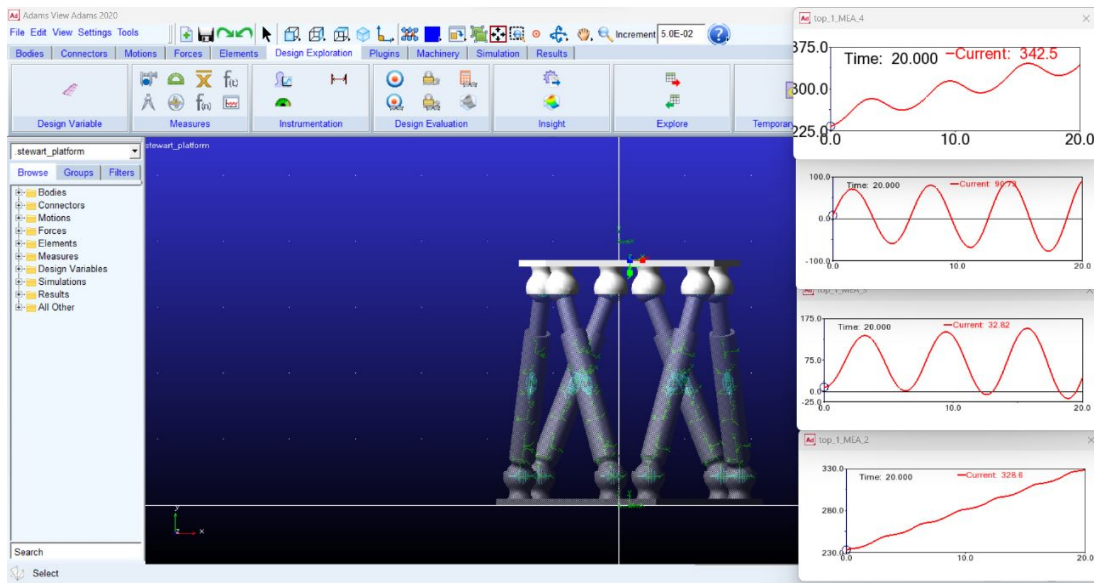 Adams View Adams 2020
File Edit View Settings Tools
Increment 5.0E-02
Bodies Connectors Motions Forces Elements Design Exploration Plugins Machinery Simulation Results
Design Variable Measures Instrumentation Design Evaluation Insight Explore
.stewart_platform
Browse Groups Filters
Bodies
Connectors
Motions
Forces
Elements
Measures
Design Variables
Simulations
Results
All Other
Search
Select
stewart_platform
y
z x
top_1_MEA_4
375.0
300.0
225.0
Time: 20.000 Current: 342.5
0.0 10.0 20.0
100.0
0.0
-100.0
Time: 20.000
0.0 10.0 20.0
175.0
75.0
0.0
-25.0
Time: 20.000 Current: 32.82
0.0 10.0 20.0
top_1_MEA_2
330.0
280.0
230.0
Time: 20.000 Current: 328.6
0.0 10.0 20.0